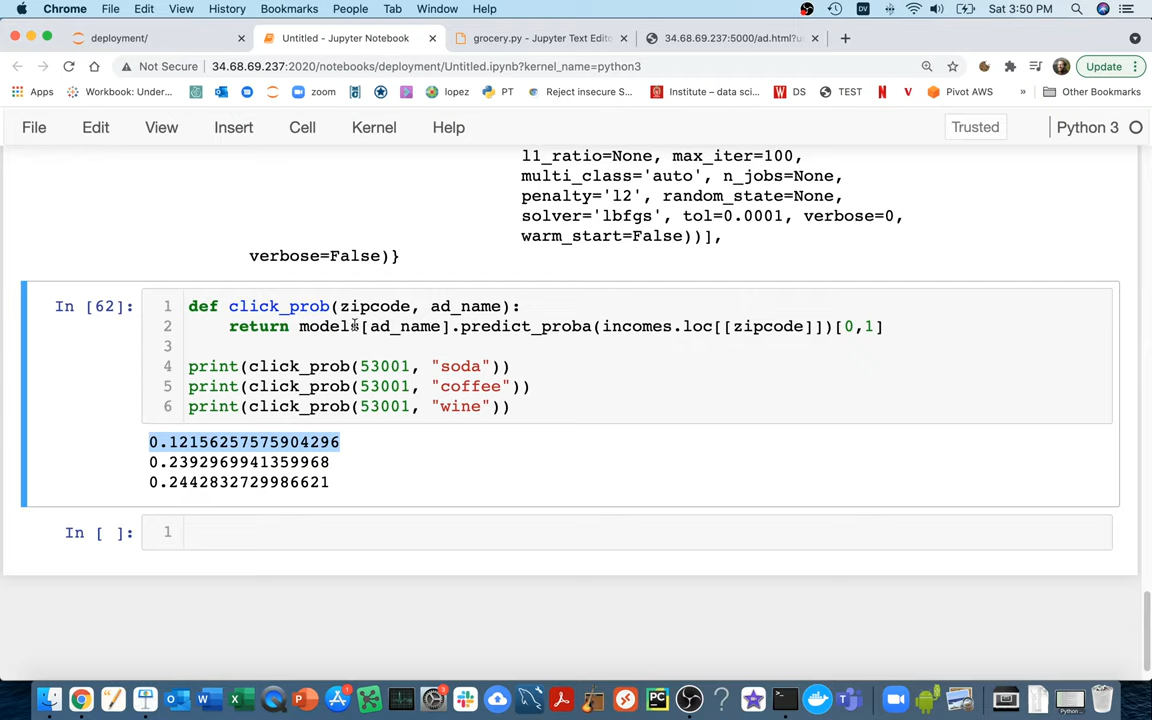 Chrome File Edit View History Bookmarks People Tab Window Help DV Sat 3:50 PM
deployment/ Untitled - Jupyter Notebook grocery.py - Jupyter Text Edito 34.68.69.237:5000/ad.html?u
Not Secure 34.68.69.237:2020/notebooks/deployment/Untitled.ipynb?kernel_name=python3 Update
Apps Workbook: Under... zoom lopez PT Reject insecure S... Institute – data sci... DS TEST Pivot AWS » Other Bookmarks
File Edit View Insert Cell Kernel Help Trusted Python 3
l1_ratio=None, max_iter=100,
multi_class='auto', n_jobs=None,
penalty='l2', random_state=None,
solver='lbfgs', tol=0.0001, verbose=0,
warm_start=False))],
verbose=False)}
In [62]: 1 def click_prob(zipcode, ad_name):
2 return models[ad_name].predict_proba(incomes.loc[[zipcode]])[0,1]
3
4 print(click_prob(53001, "soda"))
5 print(click_prob(53001, "coffee"))
6 print(click_prob(53001, "wine"))
0.12156257575904296
0.2392969941359968
0.2442832729986621
In [ ]: 1